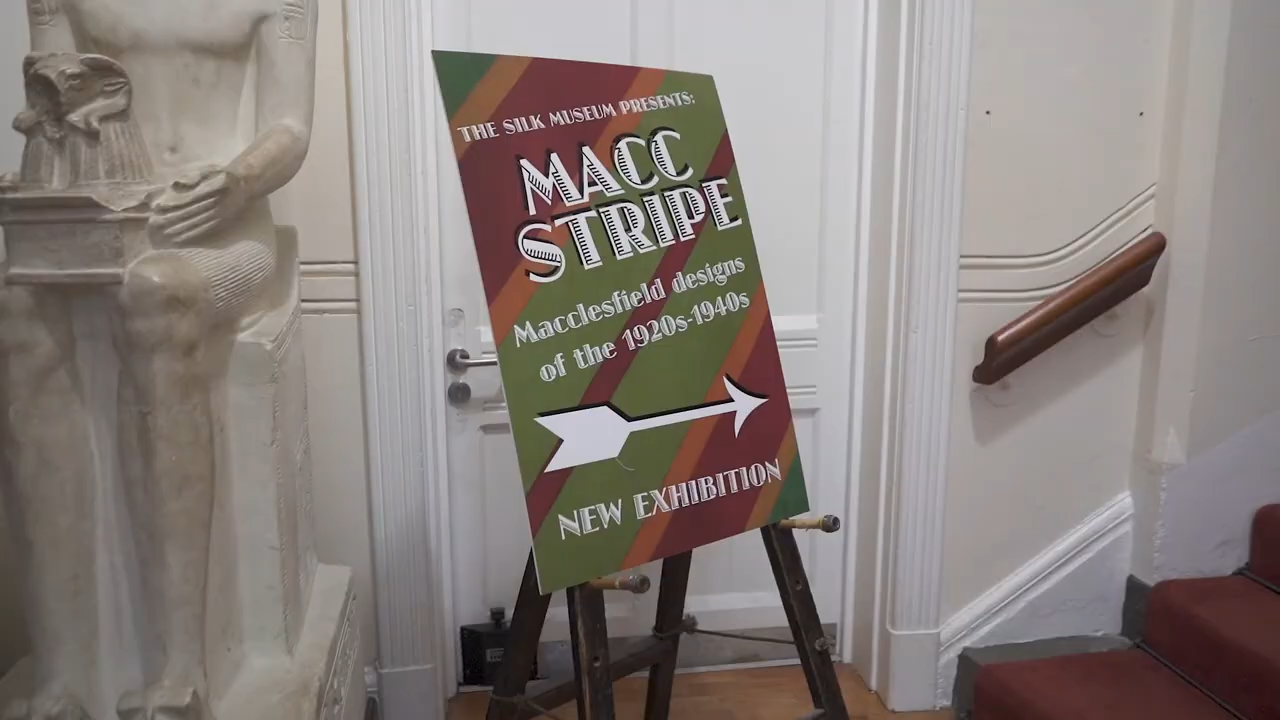 THE SILK MUSEUM PRESENTS:
MACC
STRIPE
Macclesfield designs
of the 1920s-1940s
NEW EXHIBITION